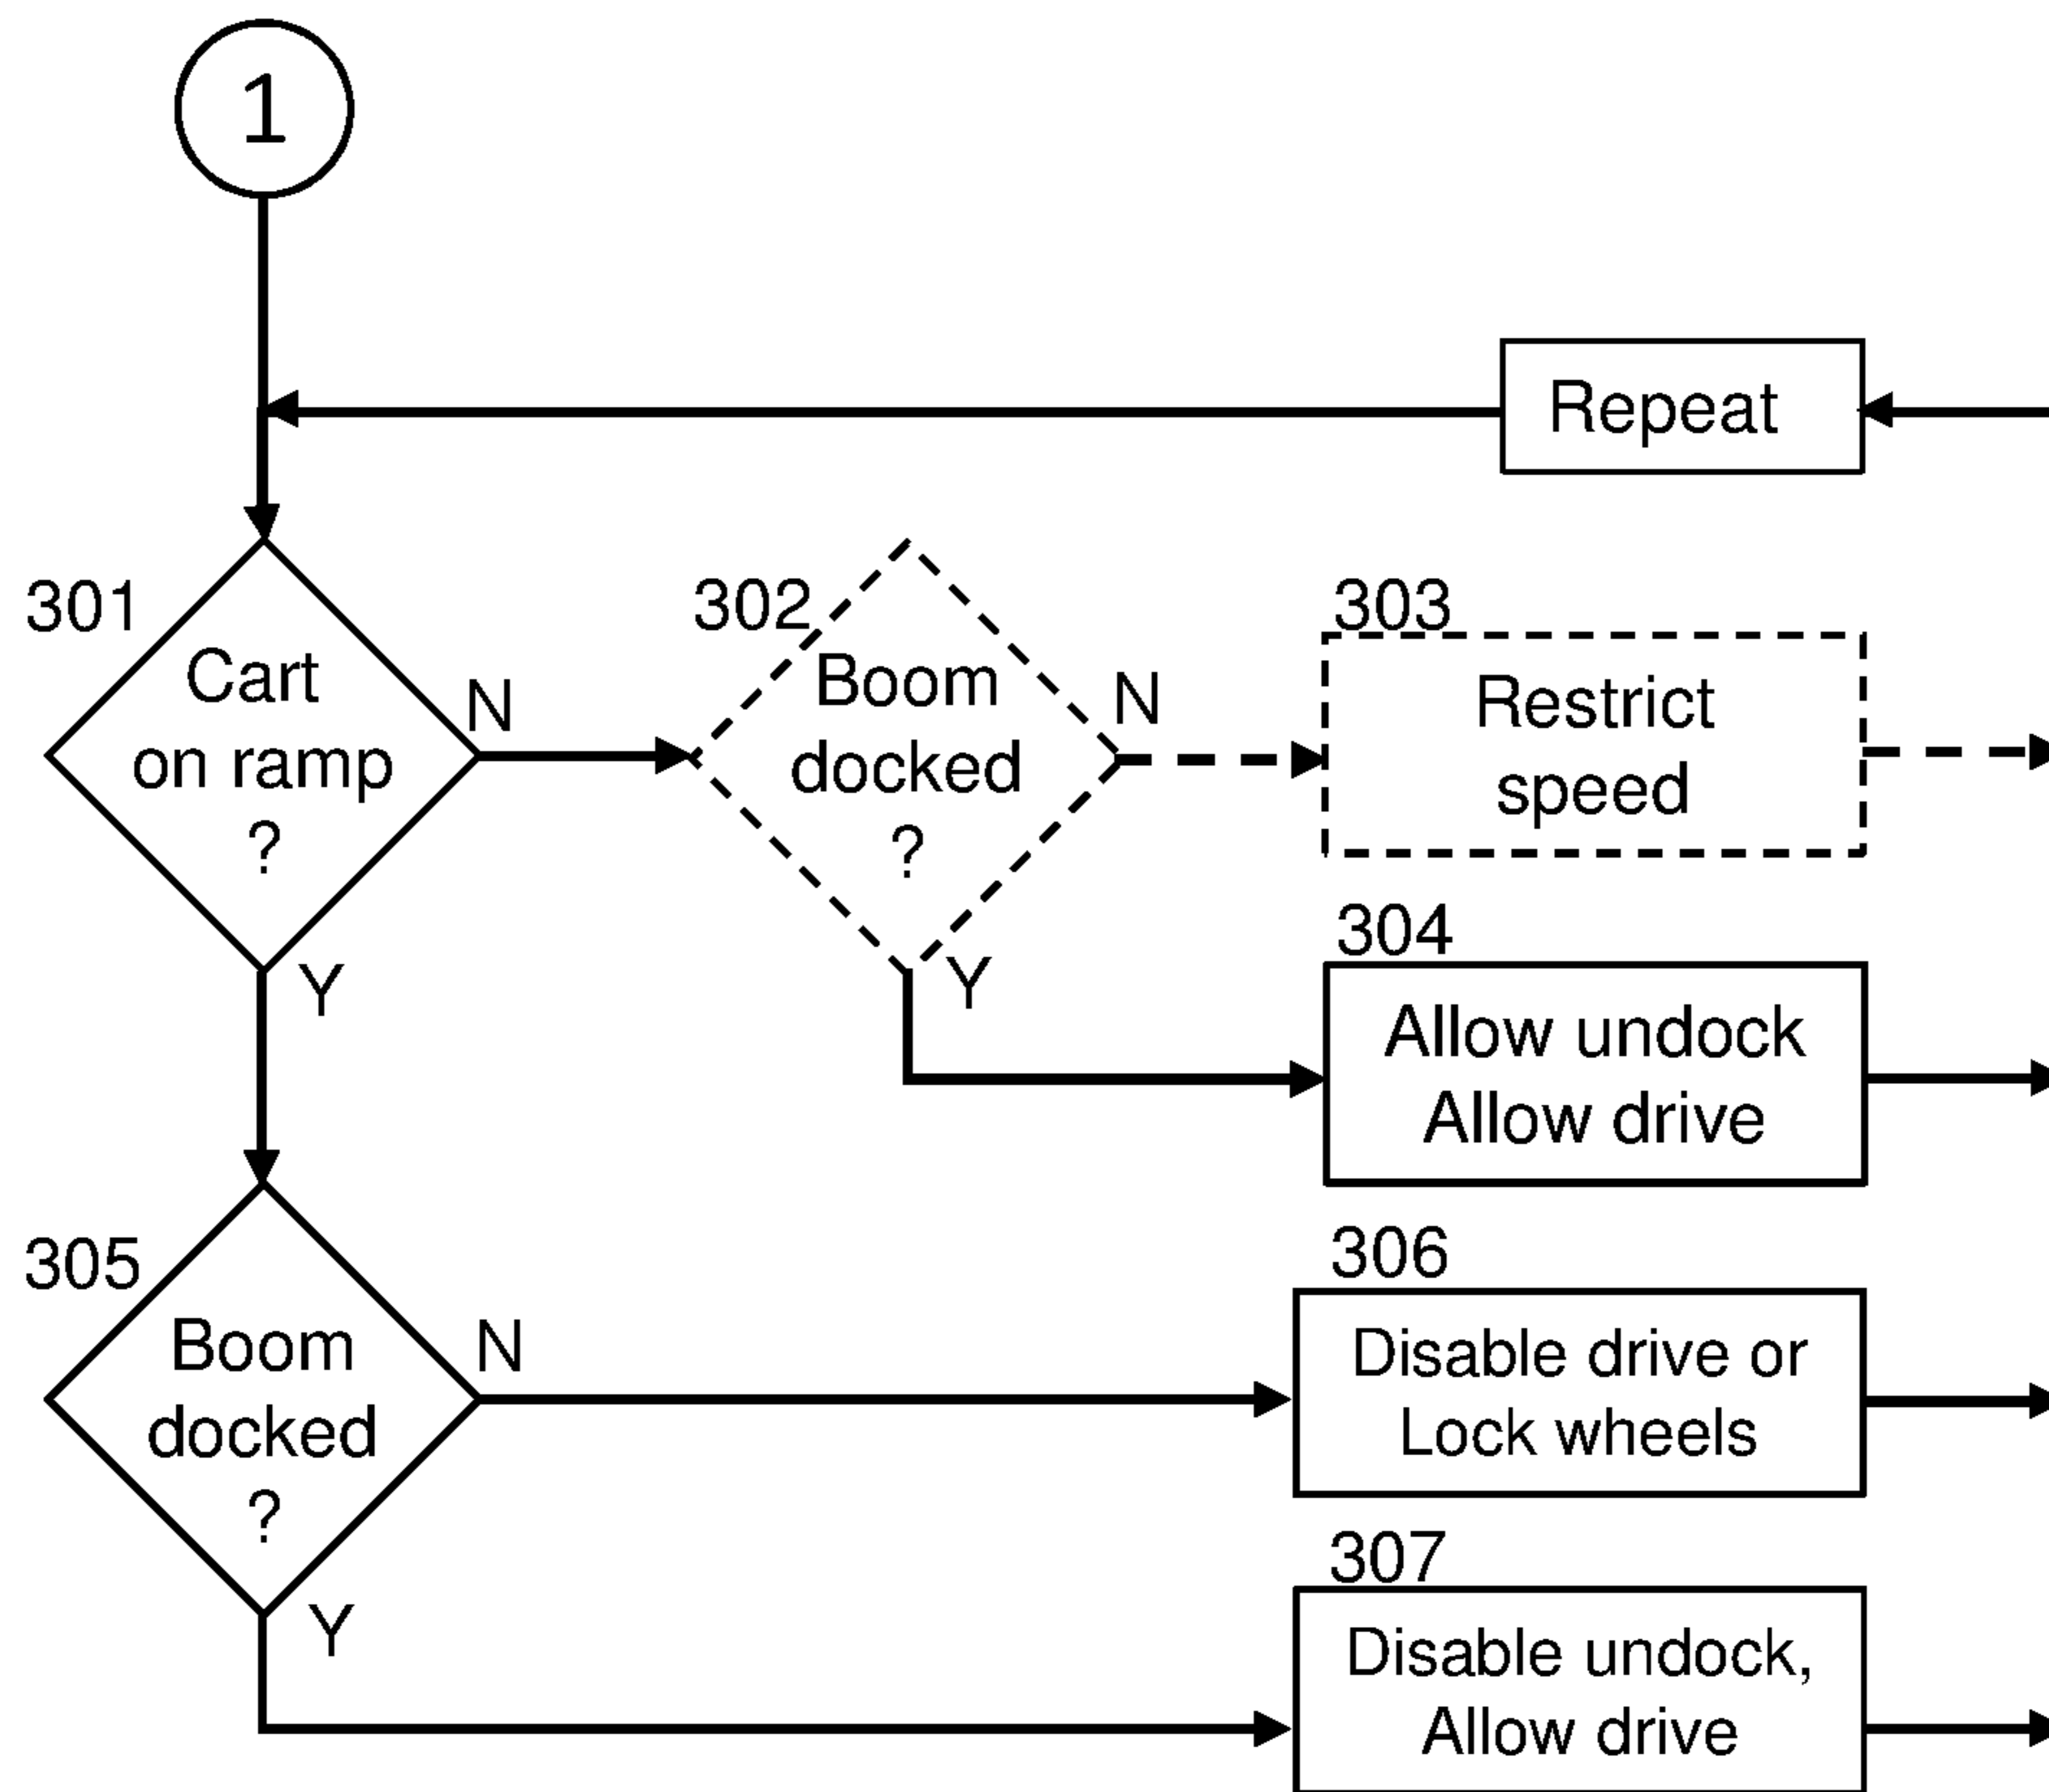 1
Repeat
301
Cart
on ramp
?
N
Y
302
Boom
docked
?
N
Y
303
Restrict
speed
304
Allow undock
Allow drive
305
Boom
docked
?
N
Y
306
Disable drive or
Lock wheels
307
Disable undock,
Allow drive